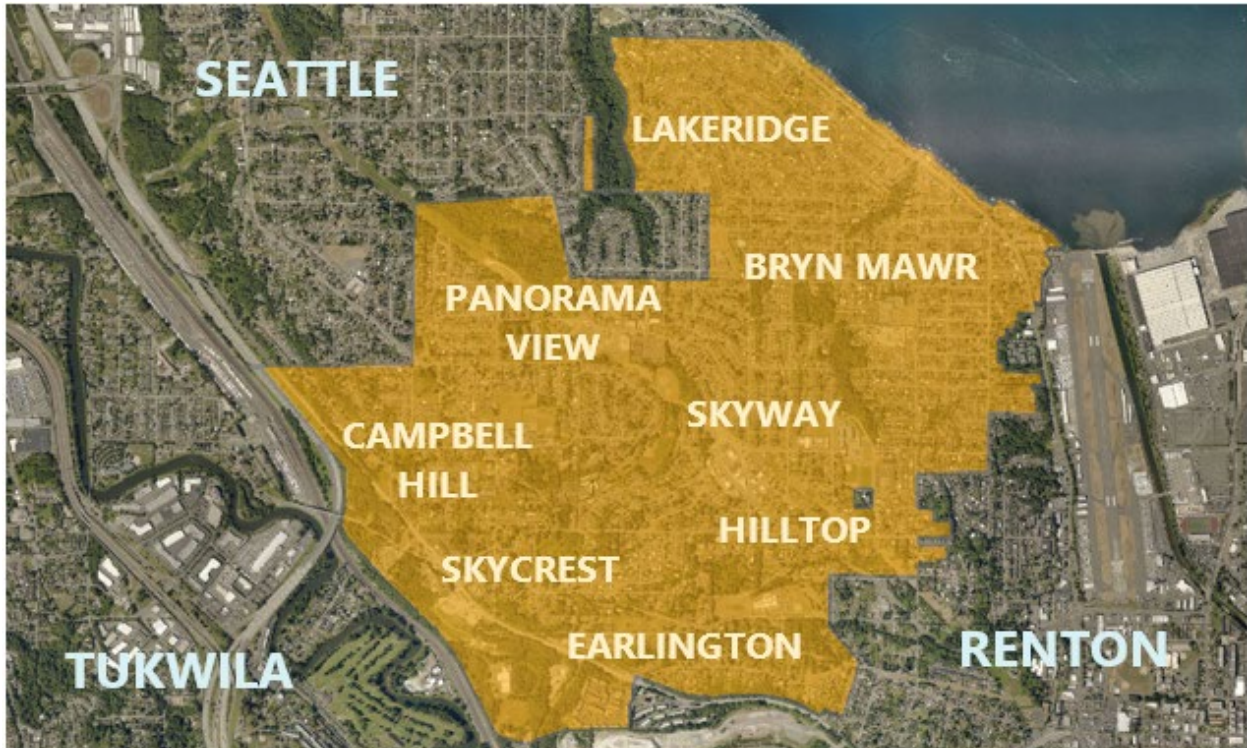 SEATTLE
LAKERIDGE
BRYN MAWR
PANORAMA
VIEW
SKYWAY
CAMPBELL
HILL
HILLTOP
SKYCREST
EARLINGTON
RENTON
TUKWILA